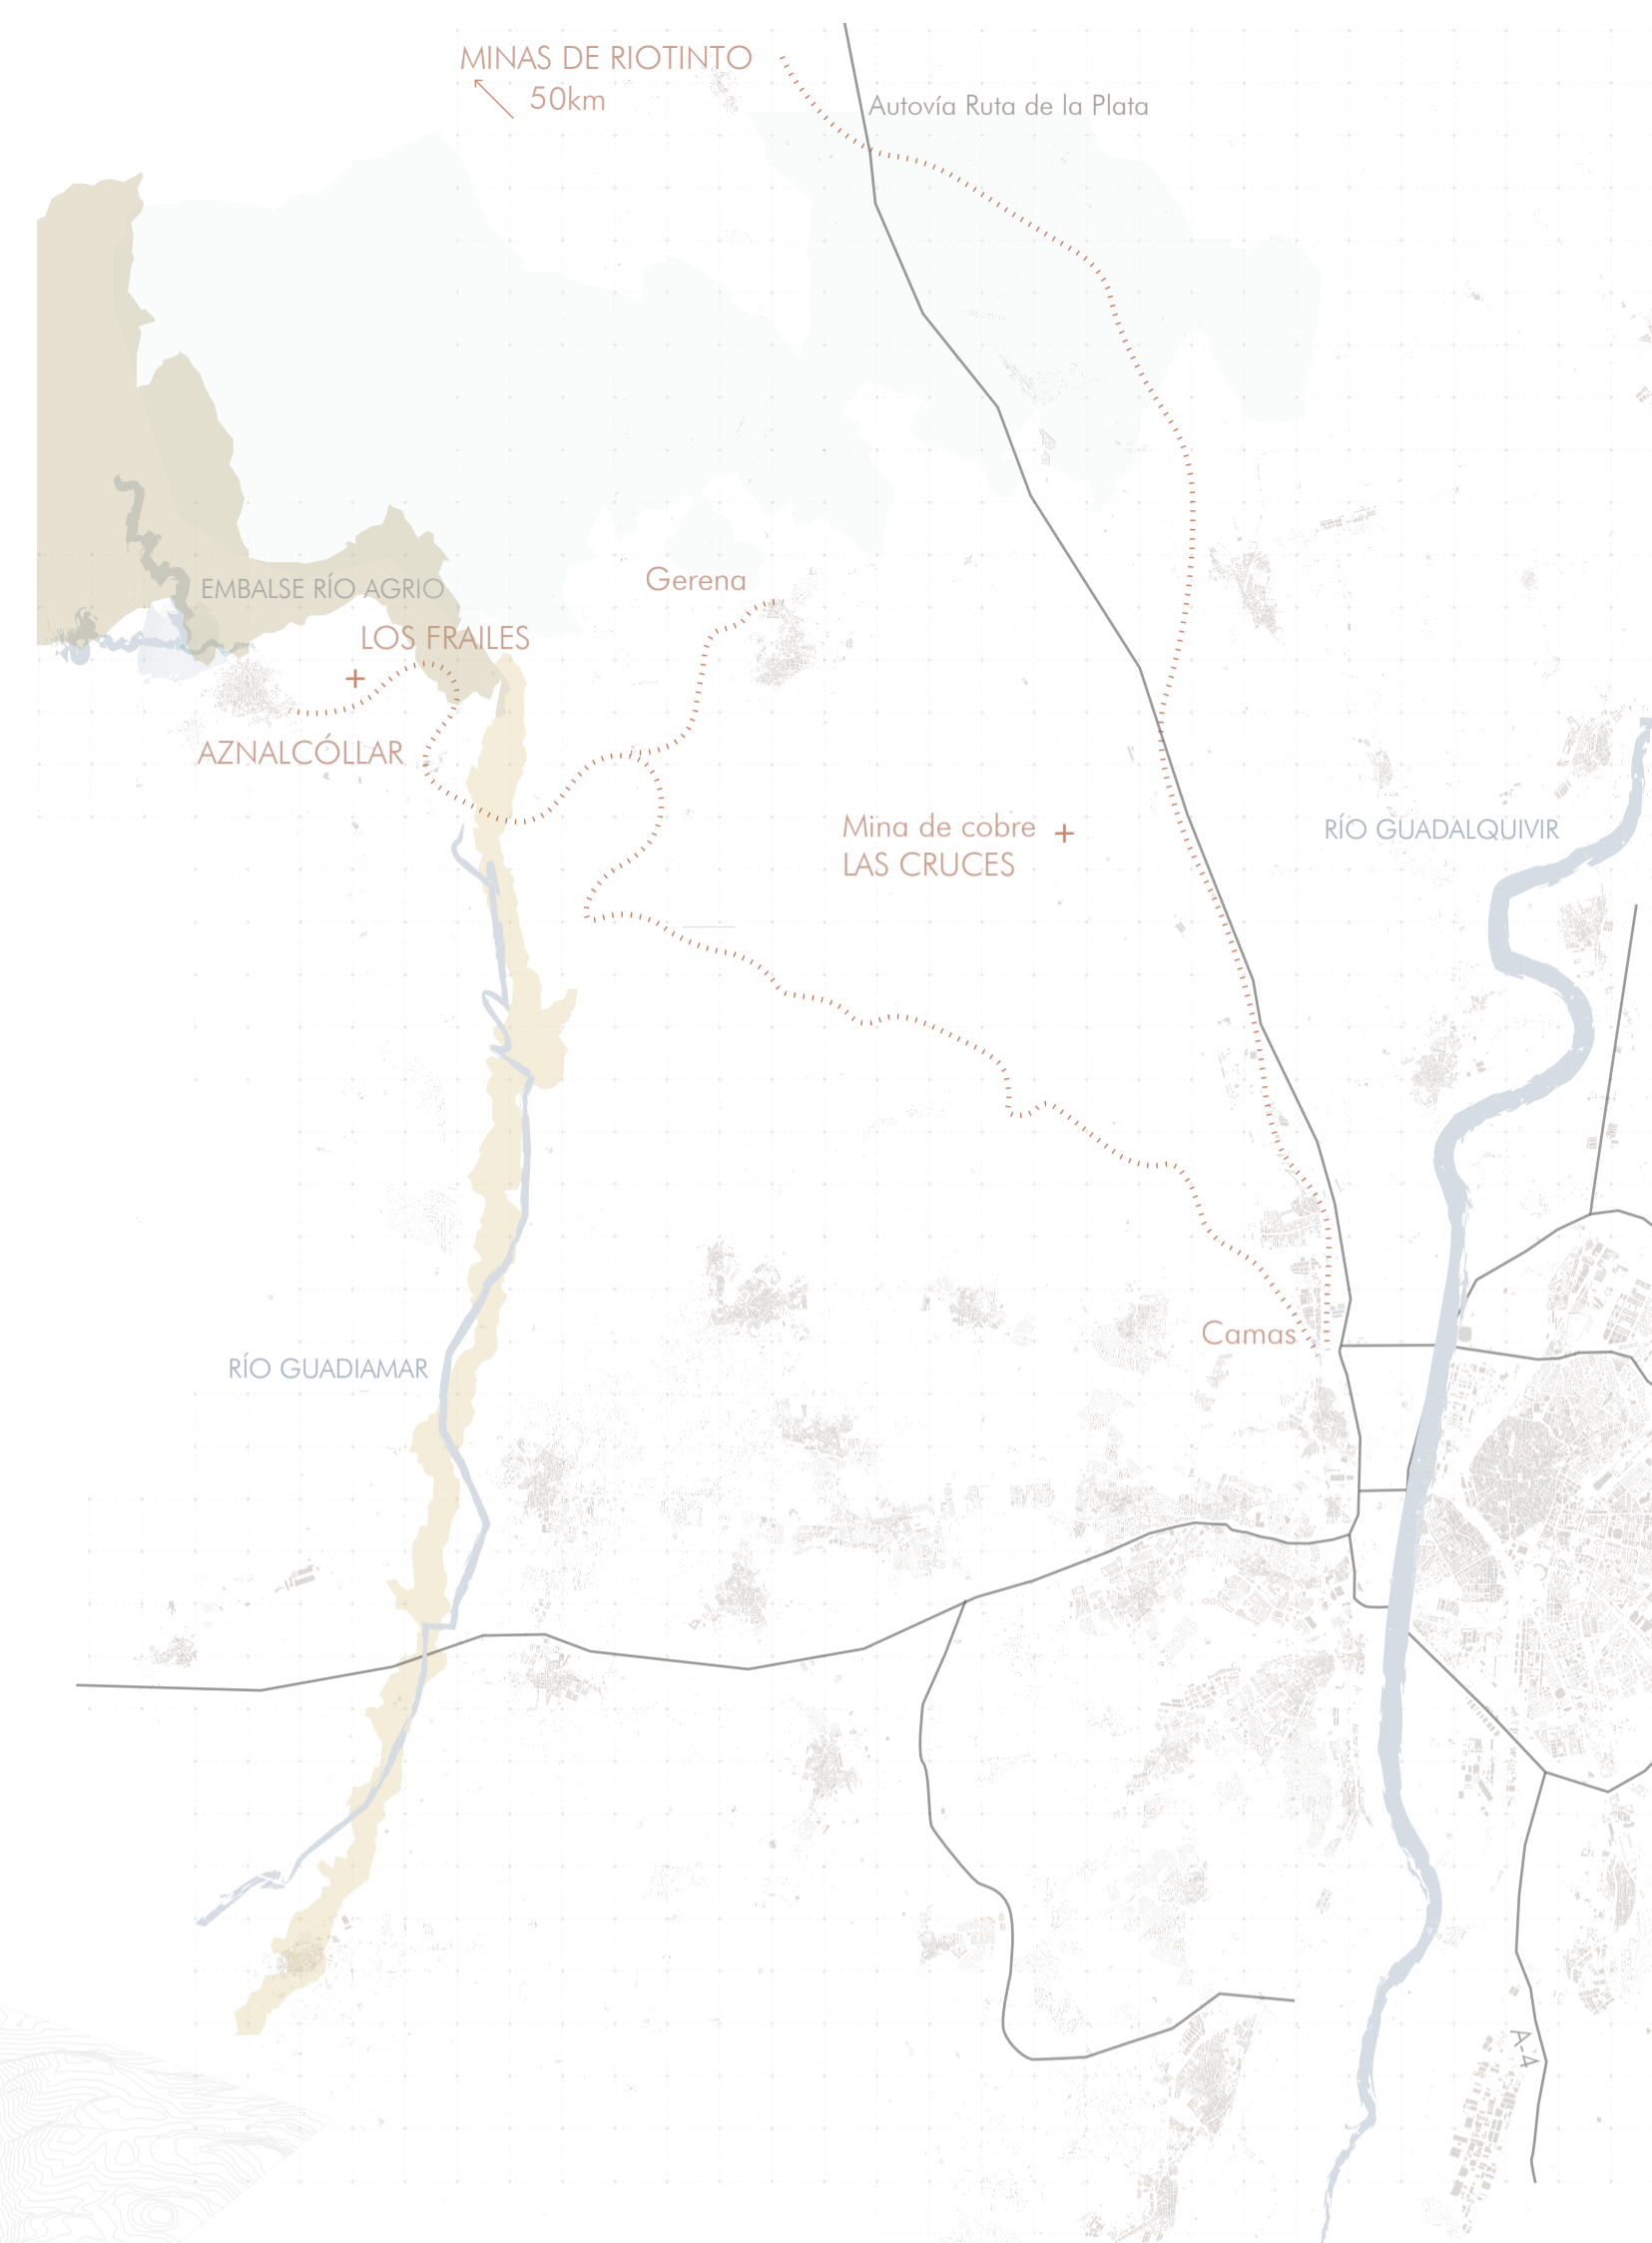 MINAS DE RIOTINTO
50km
Autovía Ruta de la Plata
Gerena
EMBALSE RÍO AGRIO
LOS FRAILES
AZNALCÓLLAR
Mina de cobre
LAS CRUCES
RÍO GUADALQUIVIR
Camas
RÍO GUADIAMAR
A-4